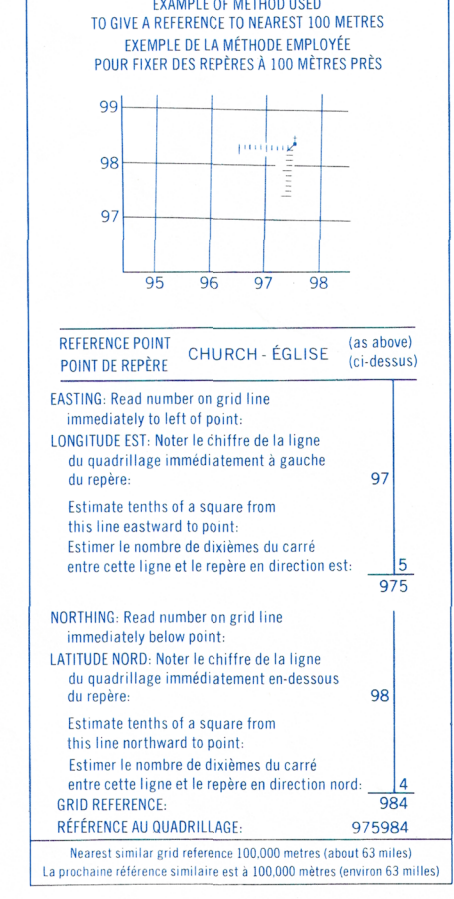 EXAMPLE OF METHOD USED
TO GIVE A REFERENCE TO NEAREST 100 METRES
EXEMPLE DE LA MÉTHODE EMPLOYÉE
POUR FIXER DES REPÈRES À 100 MÈTRES PRÈS
99
98
97
95 96 97 98
REFERENCE POINT
POINT DE REPÈRE
CHURCH - ÉGLISE
(as above)
(ci-dessus)
EASTING: Read number on grid line
immediately to left of point:
LONGITUDE EST: Noter le chiffre de la ligne
du quadrillage immédiatement à gauche
du repère: 97
Estimate tenths of a square from
this line eastward to point:
Estimer le nombre de dixièmes du carré
entre cette ligne et le repère en direction est: 5
975
NORTHING: Read number on grid line
immediately below point:
LATITUDE NORD: Noter le chiffre de la ligne
du quadrillage immédiatement en-dessous
du repère: 98
Estimate tenths of a square from
this line northward to point:
Estimer le nombre de dixièmes du carré
entre cette ligne et le repère en direction nord: 4
GRID REFERENCE: 984
RÉFÉRENCE AU QUADRILLAGE: 975984
Nearest similar grid reference 100,000 metres (about 63 miles)
La prochaine référence similaire est à 100,000 mètres (environ 63 milles)